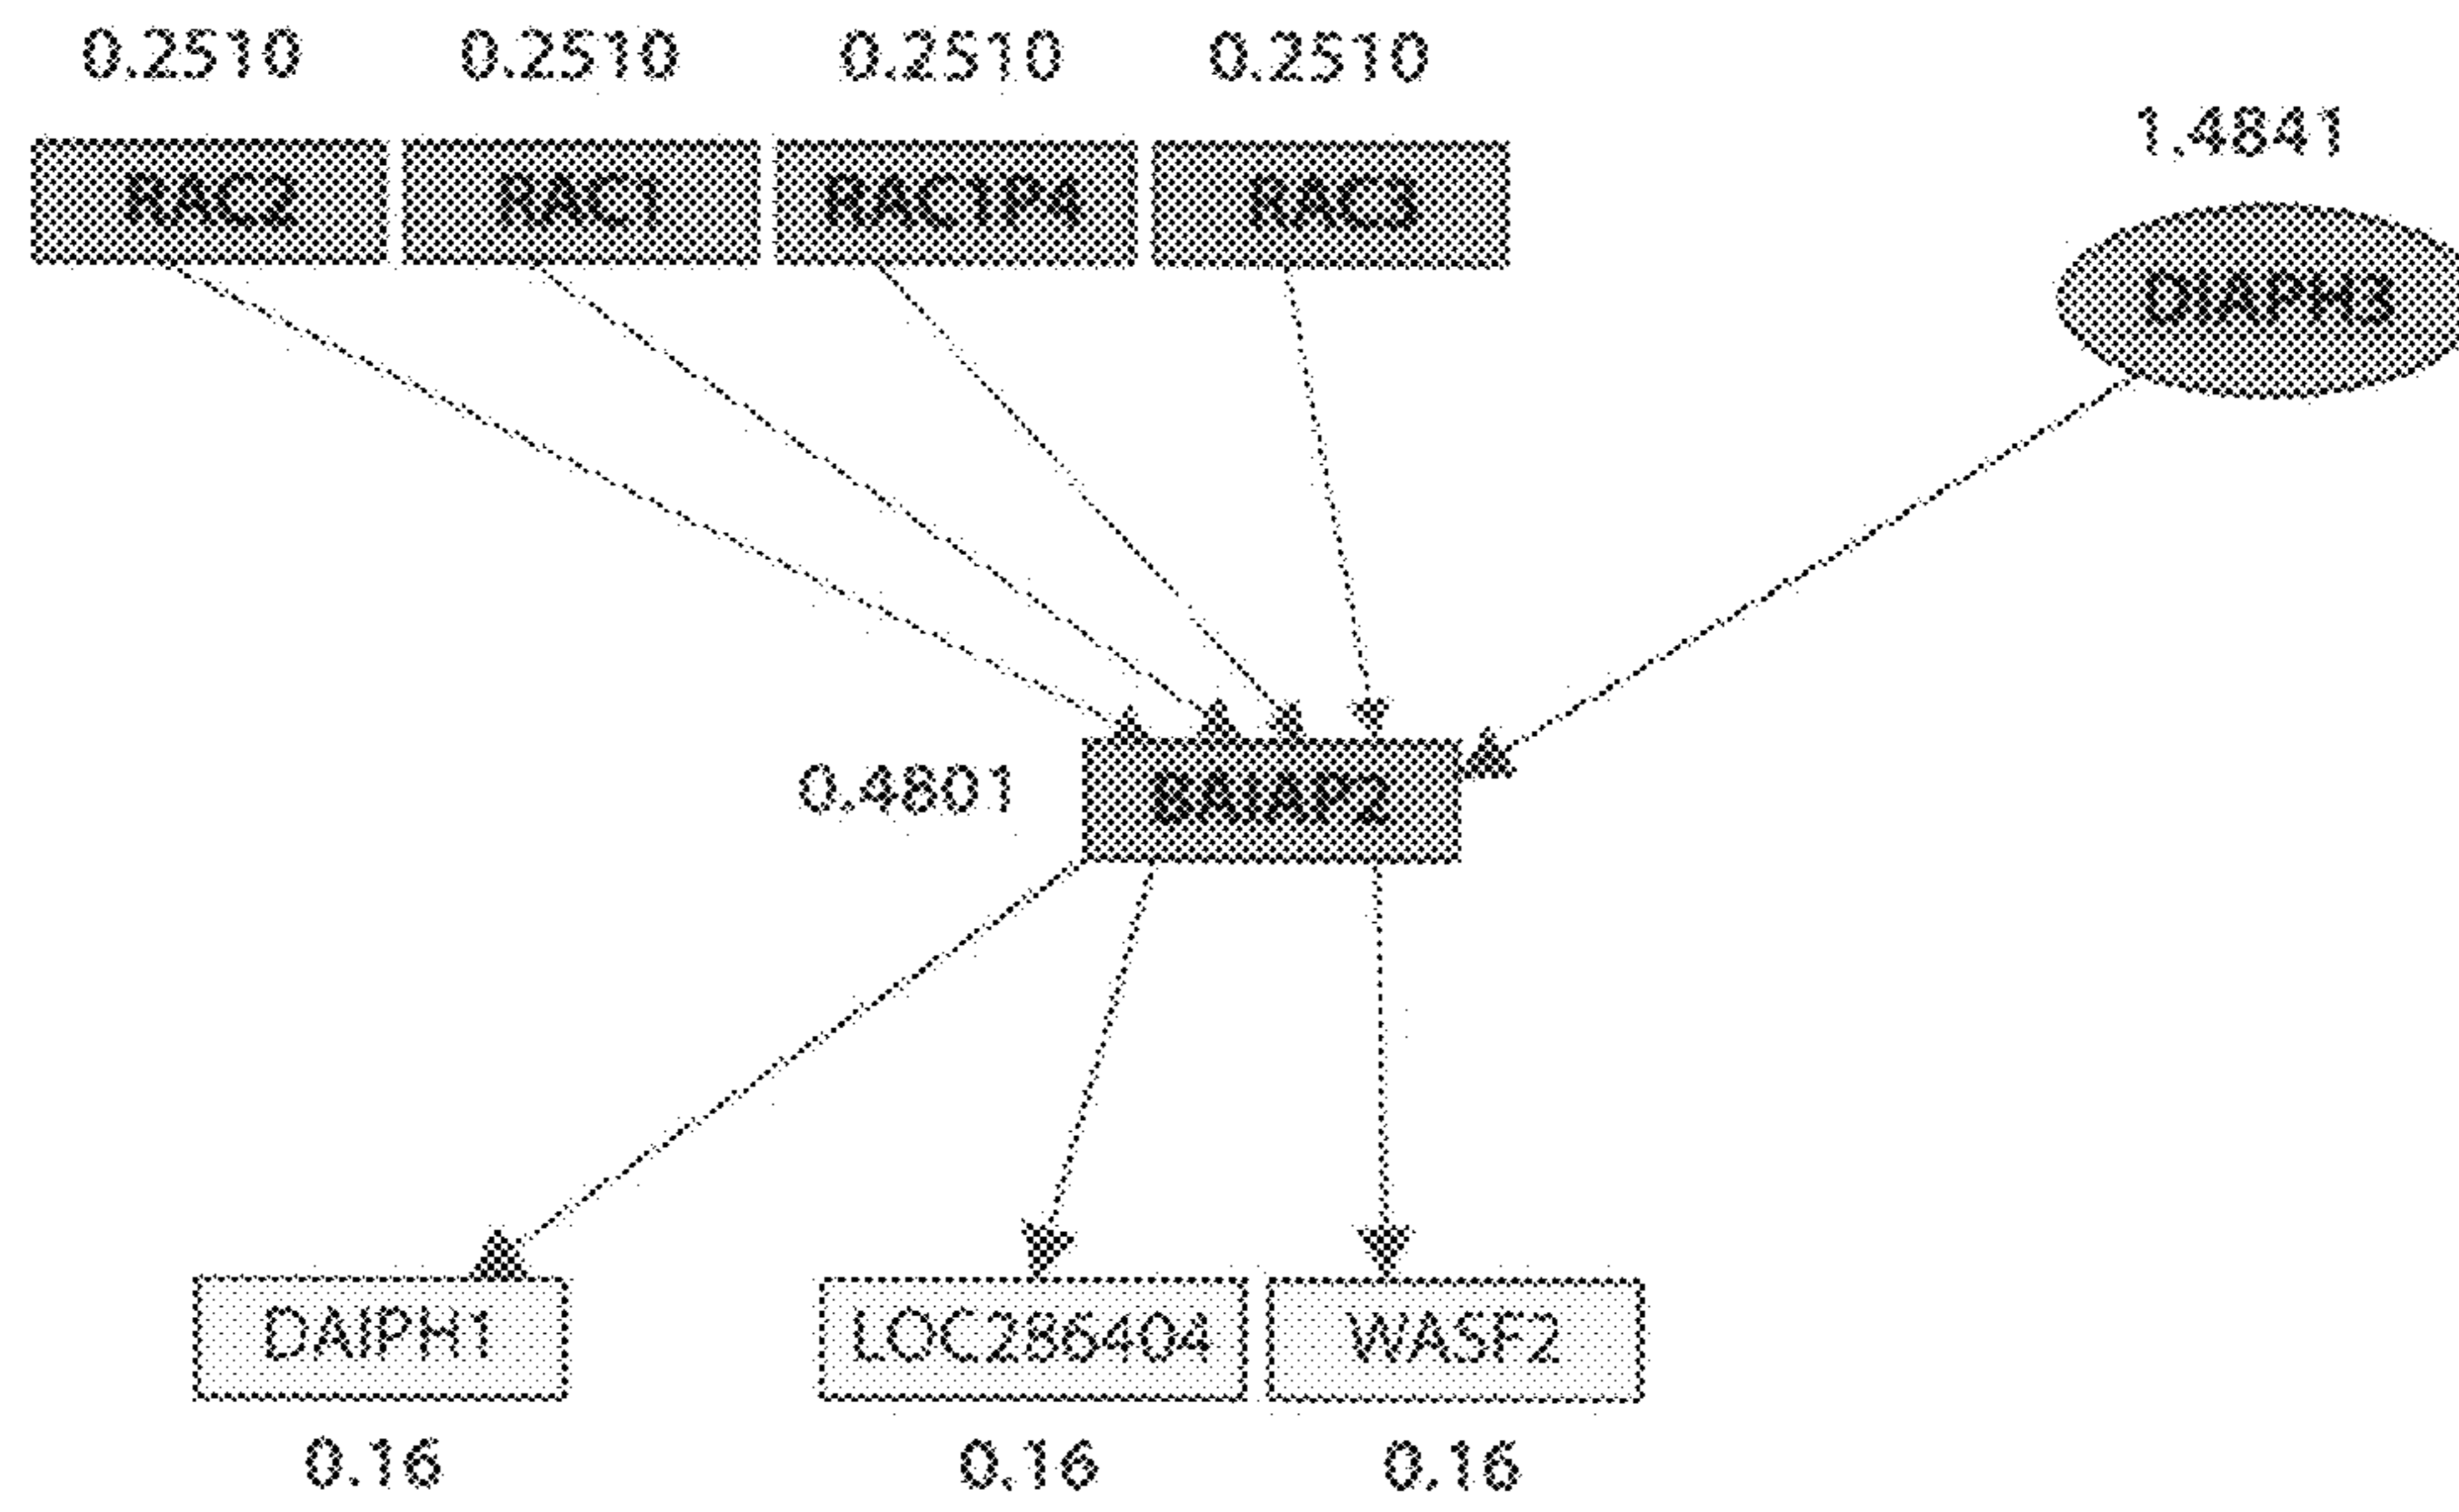 0.2510 0.2510 0.2510 0.2510
1.4841
RAC2 RAC1 RAC1P4 RAC3
DIAPH3
0.4801 BAIAP2
DAIPH1 LOC286404 WASF2
0.16 0.16 0.16